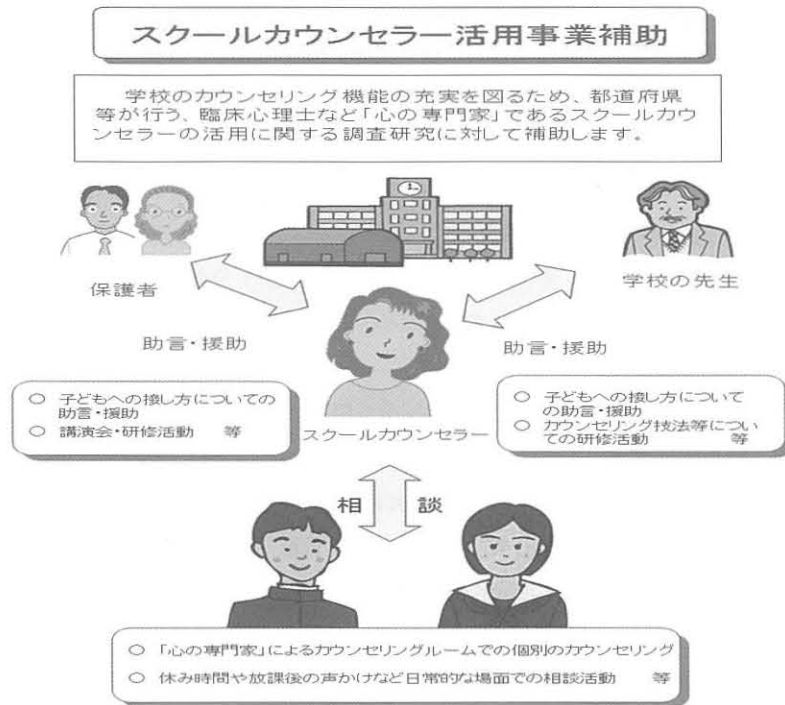 スクールカウンセラー活用事業補助
学校のカウンセリング機能の充実を図るため、都道府県
等が行う、臨床心理士など「心の専門家」であるスクールカウ
ンセラーの活用に関する調査研究に対して補助します。
保護者
学校の先生
助言・援助
助言・援助
○ 子どもへの接し方についての
助言・援助
○ 講演会・研修活動 等
スクールカウンセラー
○ 子どもへの接し方について
の助言・援助
○ カウンセリング技法等につい
ての研修活動 等
相 談
○ 「心の専門家」によるカウンセリングルームでの個別のカウンセリング
○ 休み時間や放課後の声かけなど日常的な場面での相談活動 等